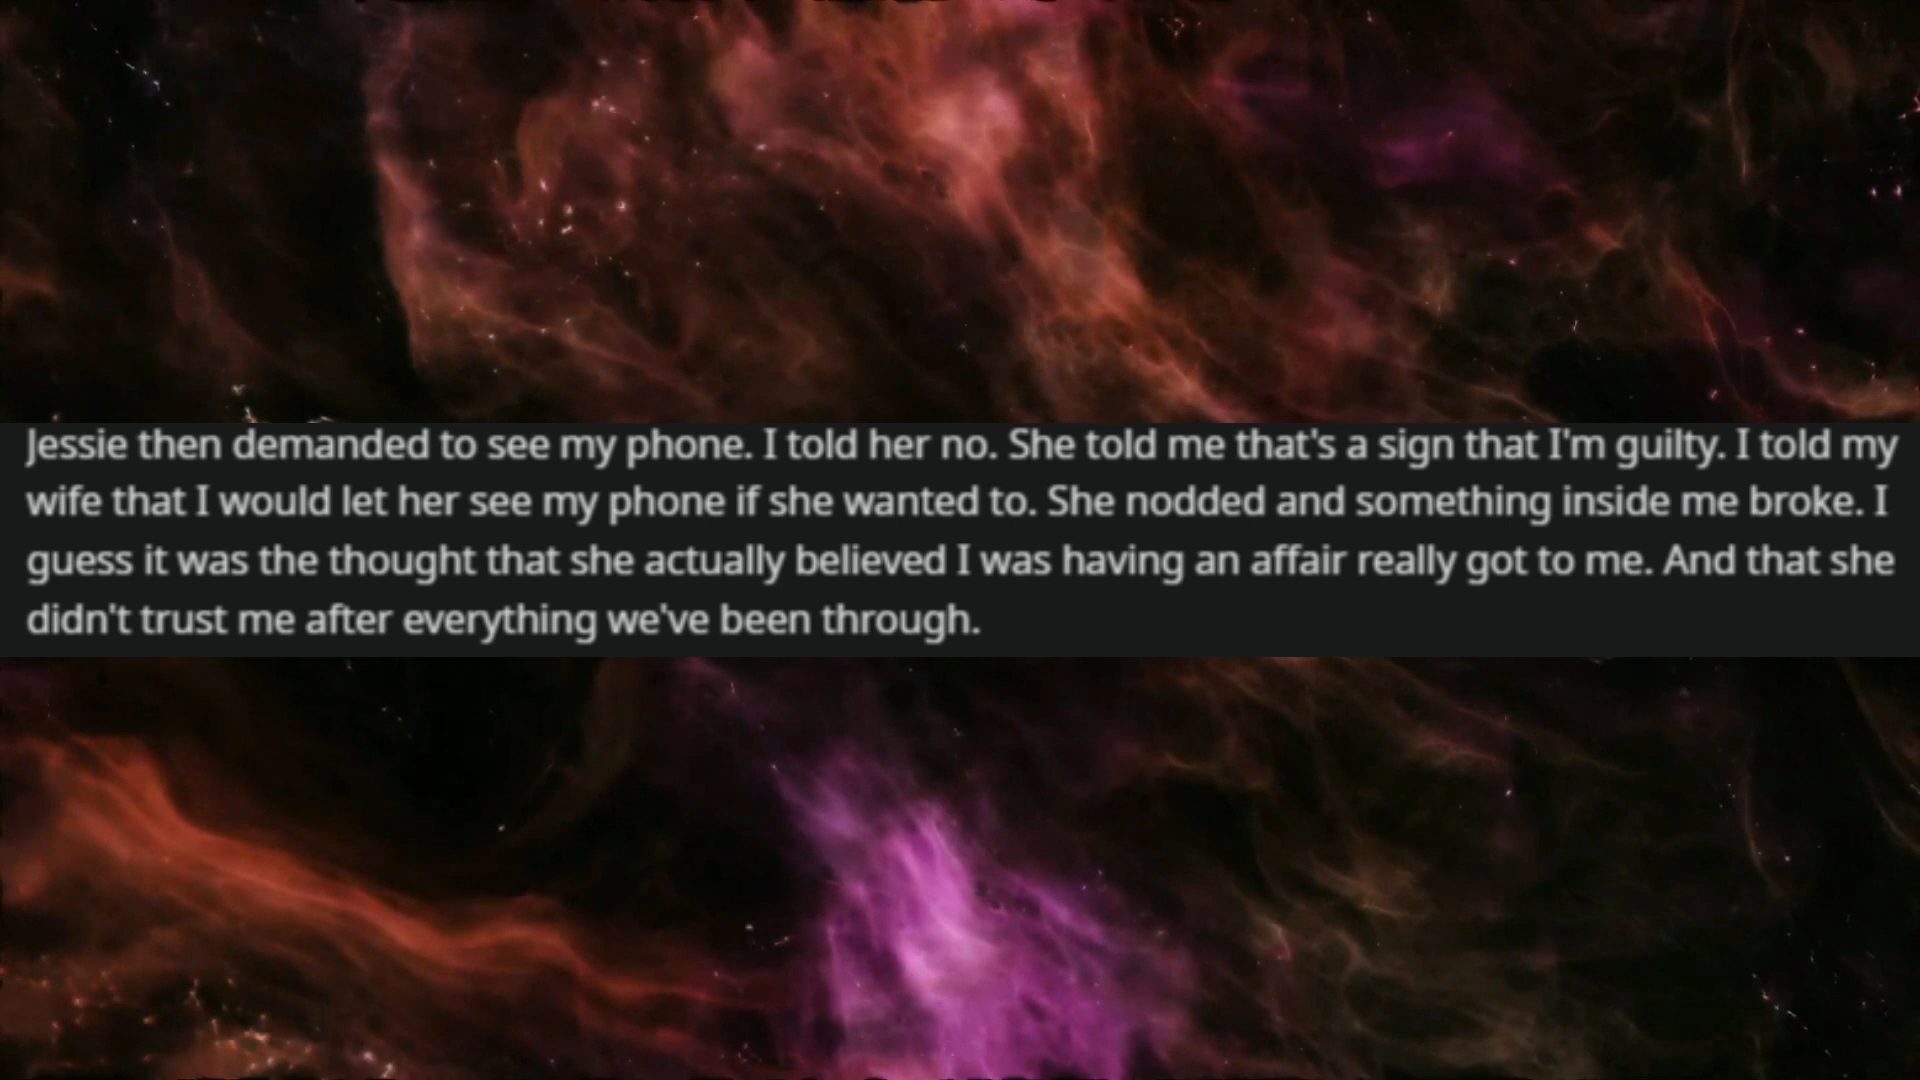 Jessie then demanded to see my phone. I told her no. She told me that's a sign that I'm guilty. I told my
wife that I would let her see my phone if she wanted to. She nodded and something inside me broke. I
guess it was the thought that she actually believed I was having an affair really got to me. And that she
didn't trust me after everything we've been through.